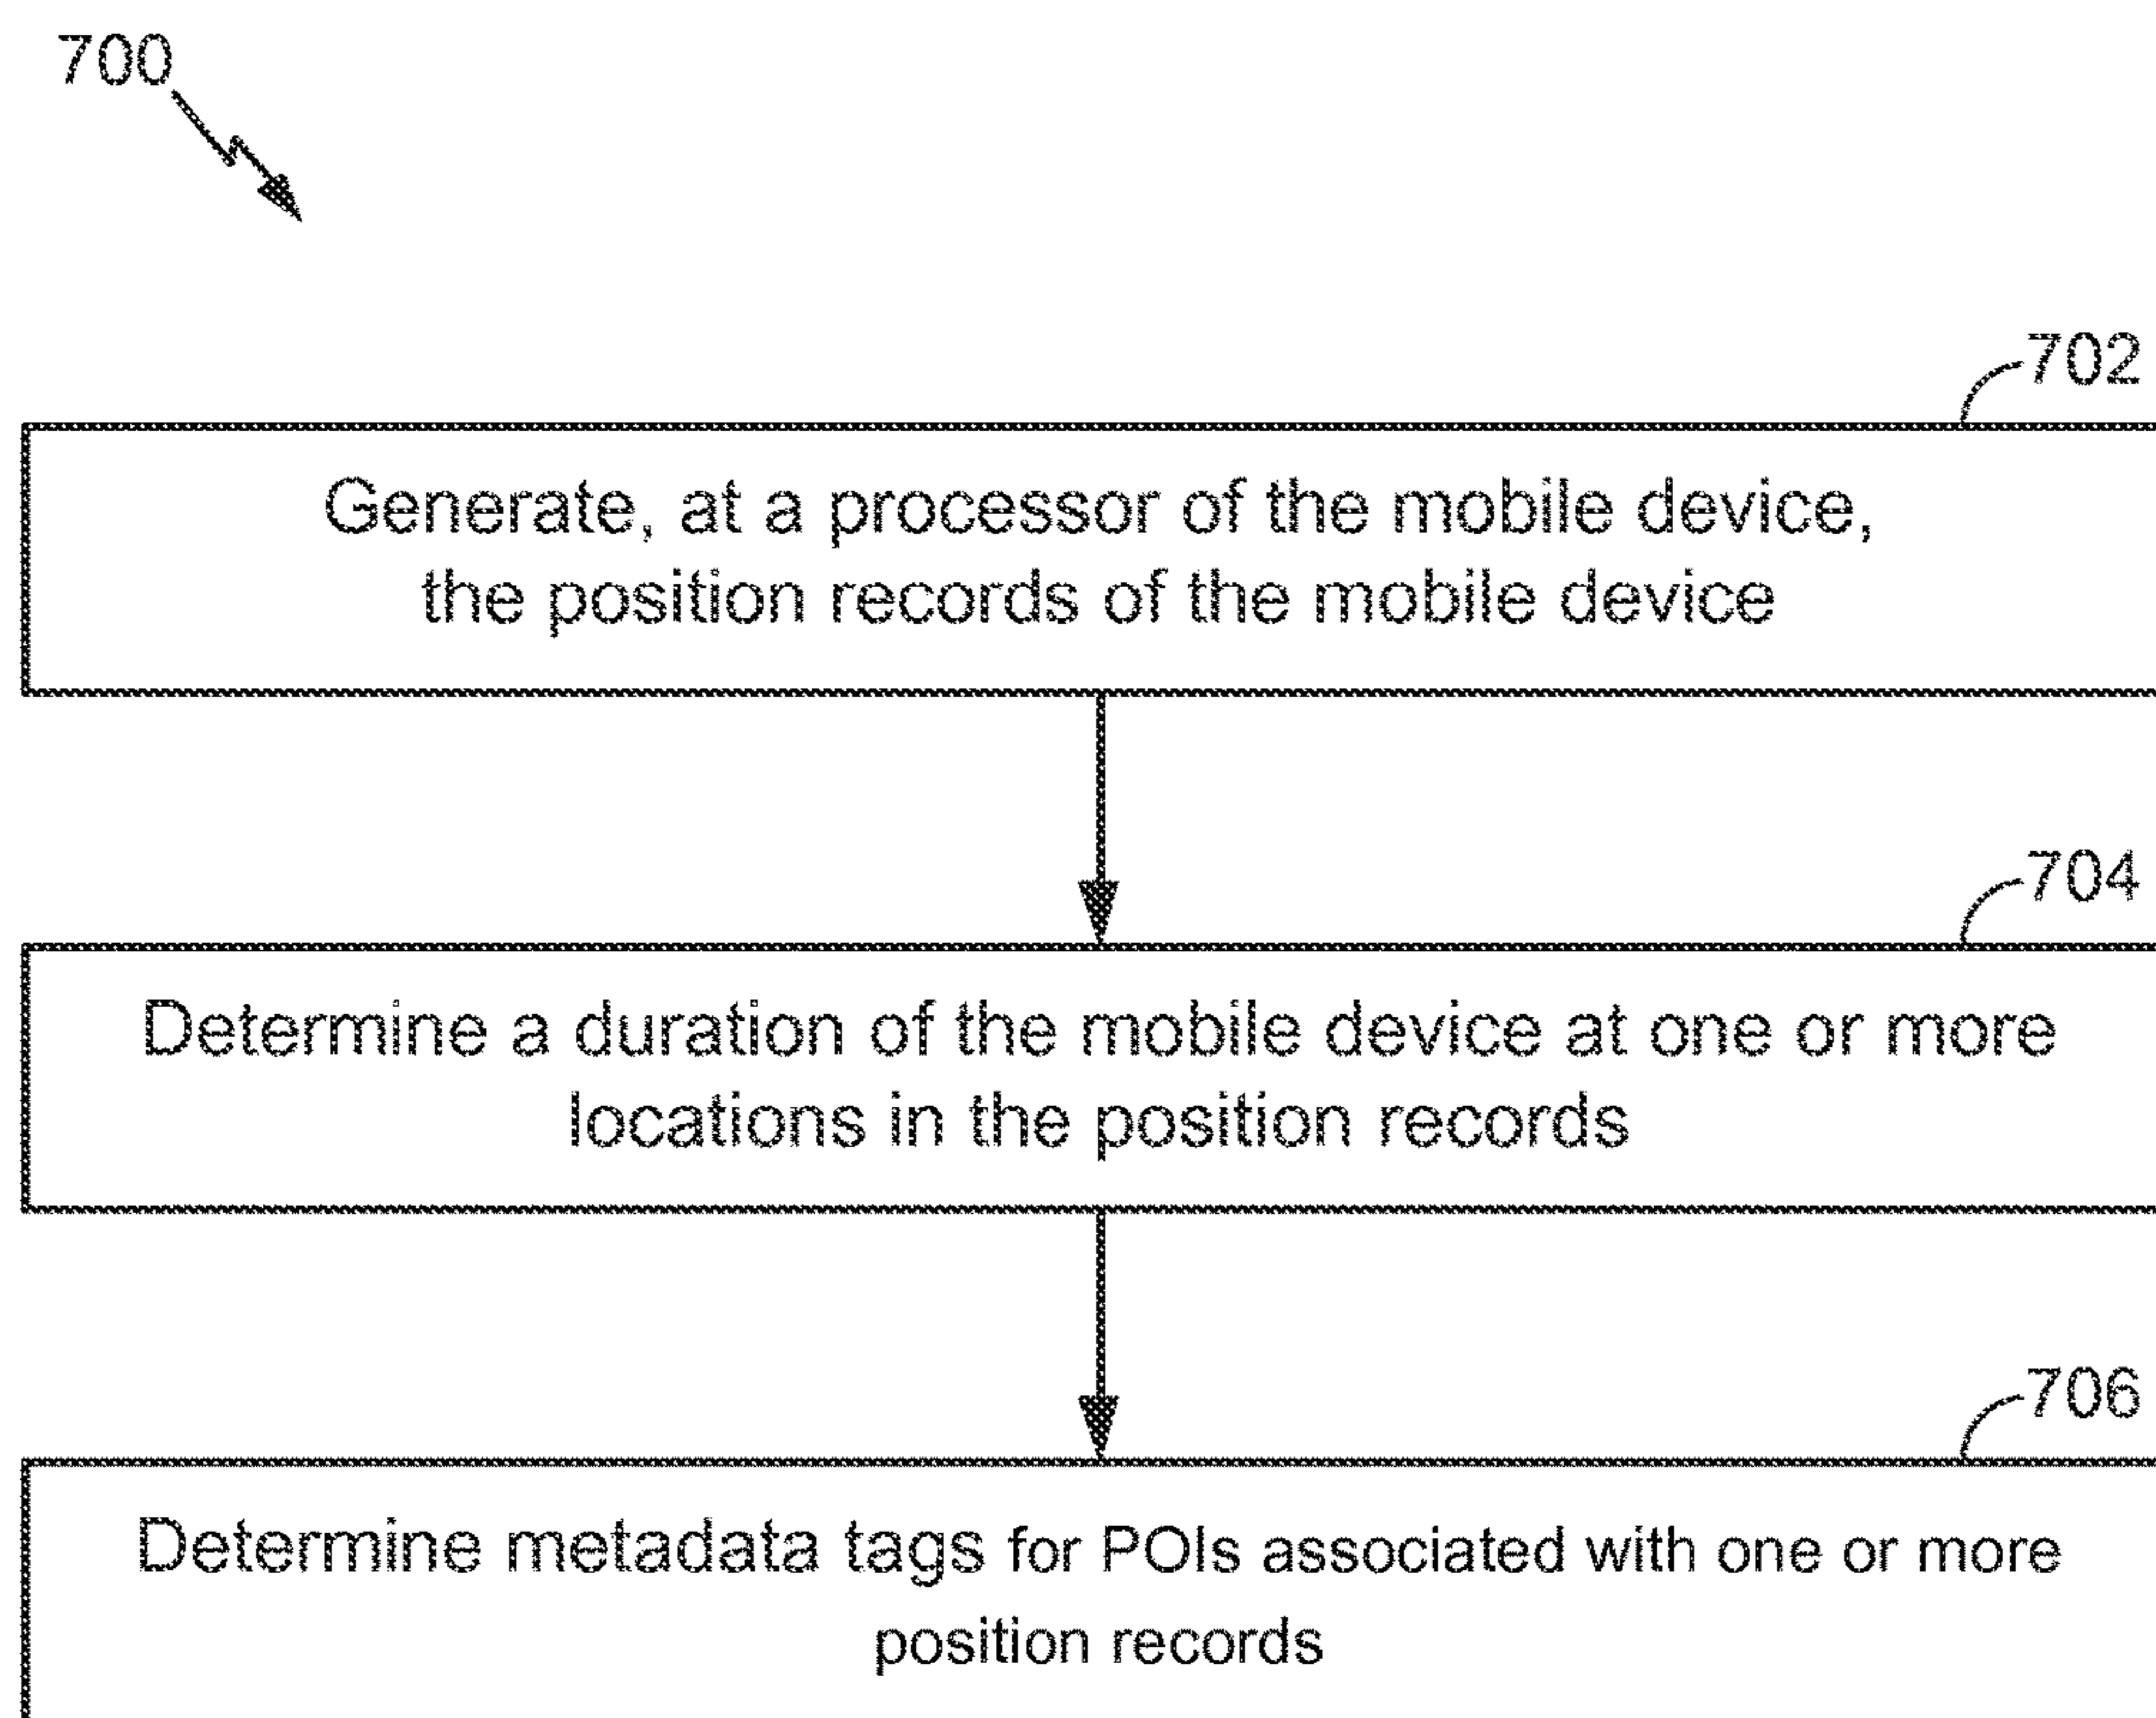 700
702
Generate, at a processor of the mobile device,
the position records of the mobile device
704
Determine a duration of the mobile device at one or more
locations in the position records
706
Determine metadata tags for POIs associated with one or more
position records